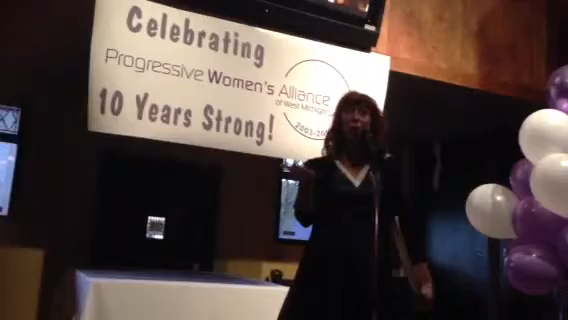 Celebrating
Progressive Women's Alliance
of West Michigan
10 Years Strong!